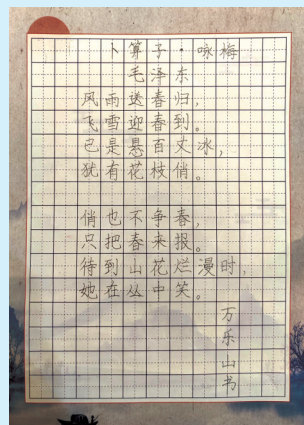 卜算子·咏梅
毛泽东
风雨送春归，
飞雪迎春到。
已是悬百丈冰，
犹有花枝俏。
俏也不争春，
只把春来报。
待到山花烂漫时，
她在丛中笑。
万乐山书